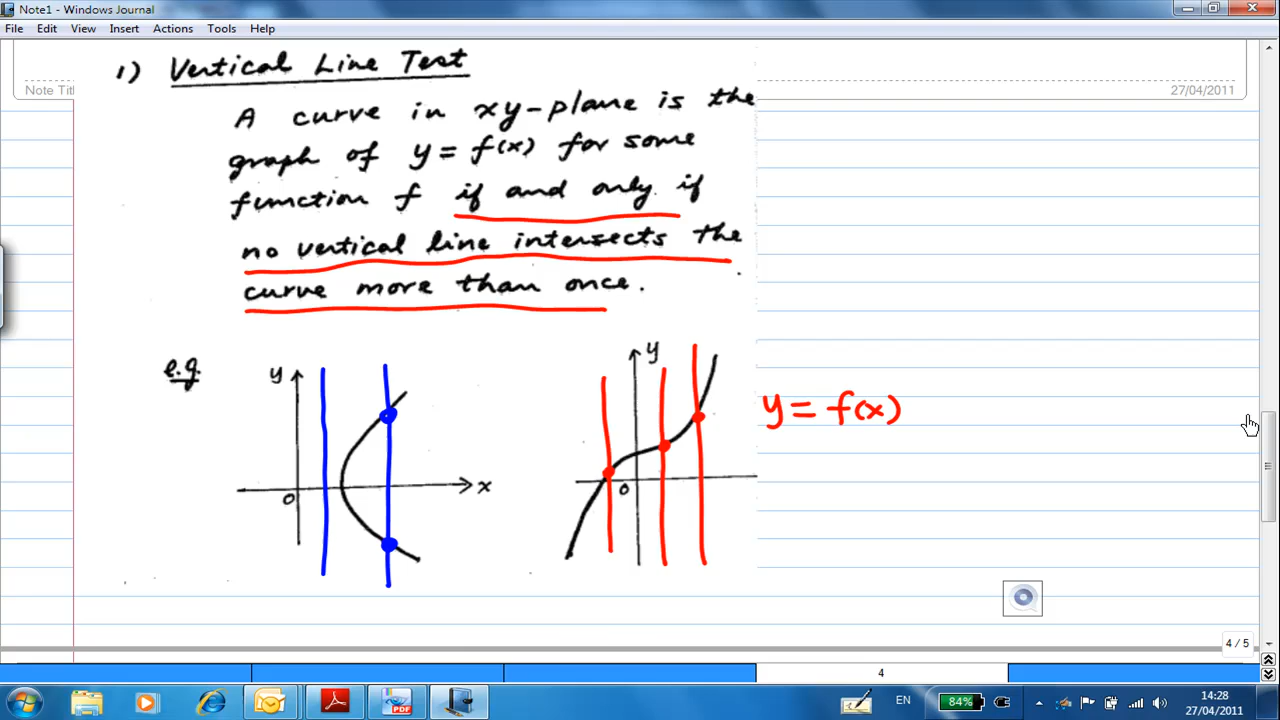 Note1 - Windows Journal
File Edit View Insert Actions Tools Help
1) Vertical Line Test
Note Titl
27/04/2011
A curve in xy-plane is the
graph of y = f(x) for some
function f if and only if
no vertical line intersects the
curve more than once.
e.g.
y
x
0
y
0
y = f(x)
4 / 5
4
EN
84%
14:28
27/04/2011
PDF